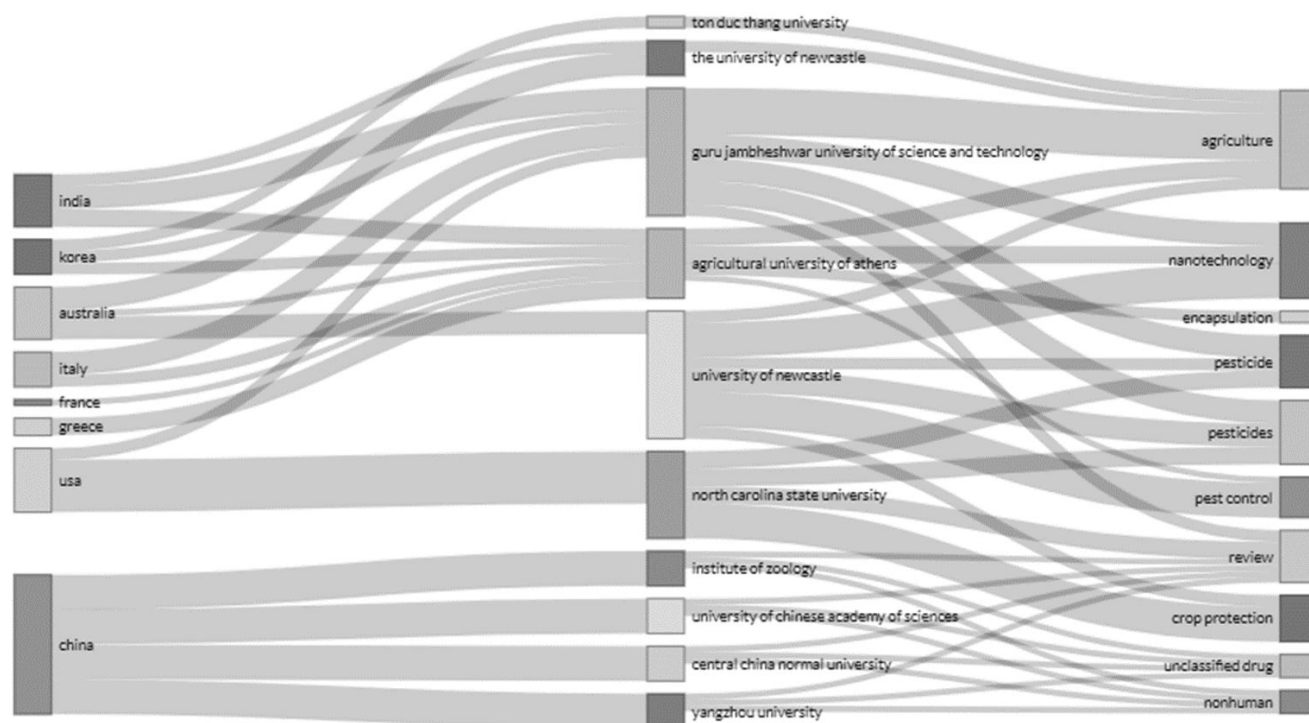 india
korea
australia
italy
france
greece
usa
china
ton duc thang university
the university of newcastle
guru jambheshwar university of science and technology
agricultural university of athens
university of newcastle
north carolina state university
institute of zoology
university of chinese academy of sciences
central china normal university
yangzhou university
agriculture
nanotechnology
encapsulation
pesticide
pesticides
pest control
review
crop protection
unclassified drug
nonhuman